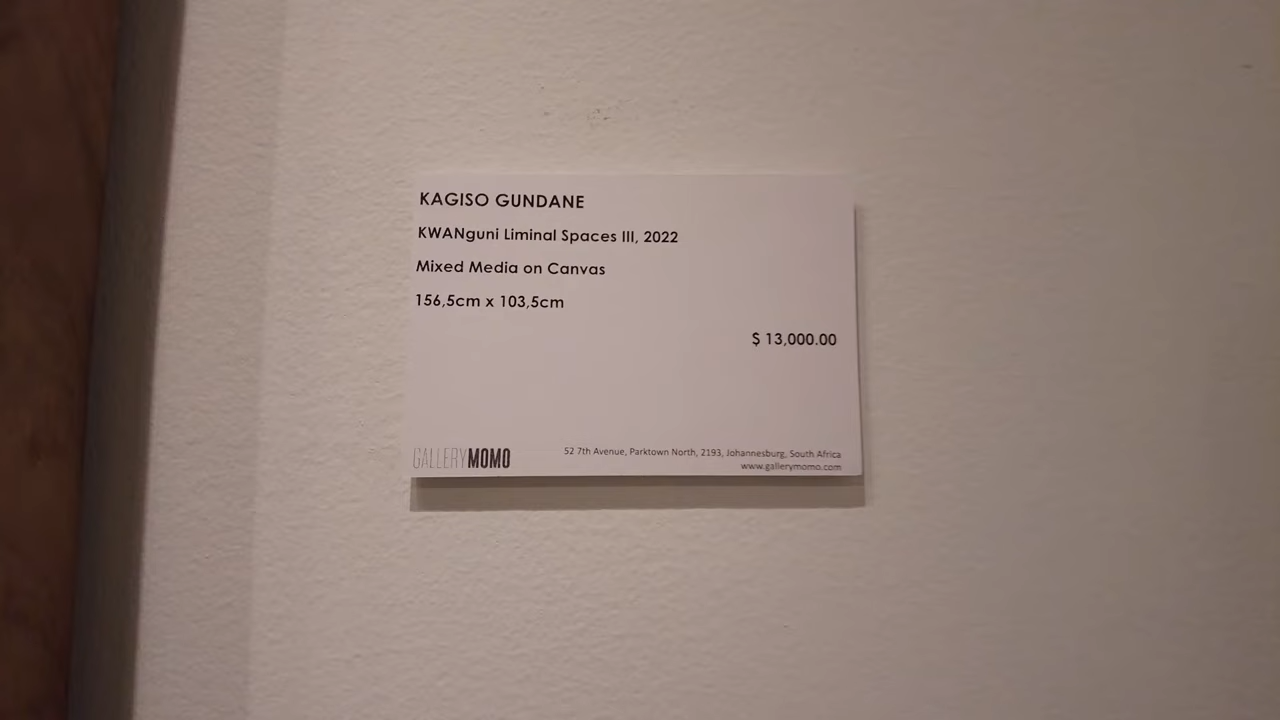 KAGISO GUNDANE
KWANguni Liminal Spaces III, 2022
Mixed Media on Canvas
156,5cm x 103,5cm
$ 13,000.00
GALLERYMOMO
52 7th Avenue, Parktown North, 2193, Johannesburg, South Africa
www.gallerymomo.com